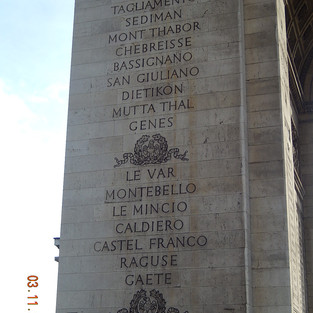 TAGLIAMENTO
SEDIMAN
MONT THABOR
CHEBREISSE
BASSIGNANO
SAN GIULIANO
DIETIKON
MUTTA THAL
GENES
LE VAR
MONTEBELLO
LE MINCIO
CALDIERO
CASTEL FRANCO
RAGUSE
GAETE
03.11.